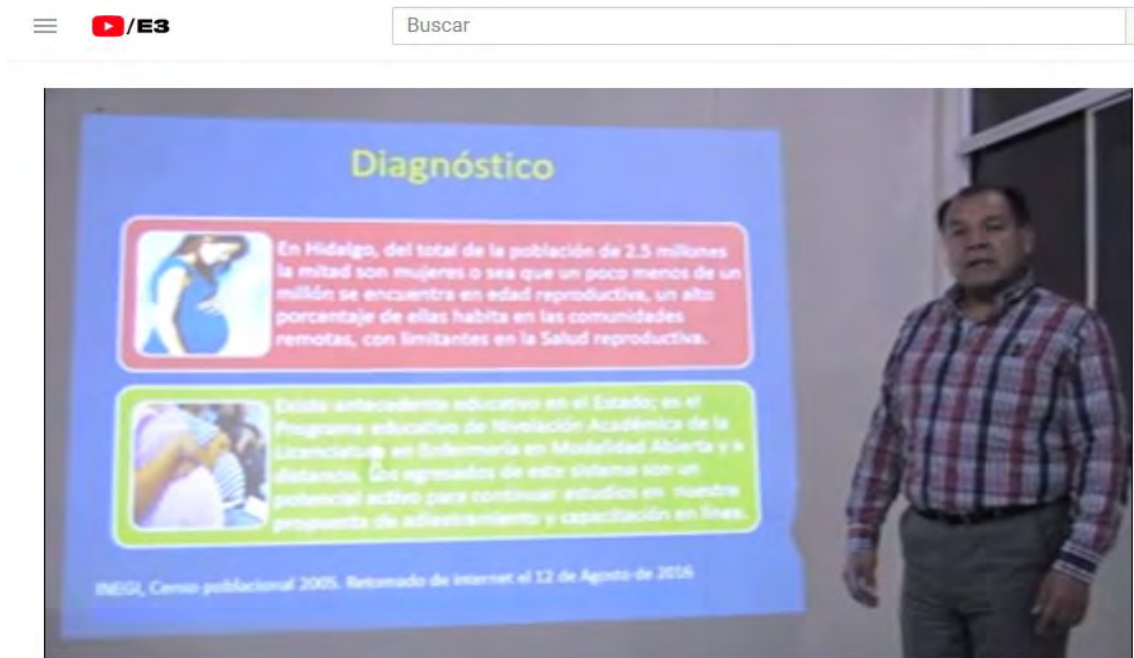 /E3
Buscar
Diagnóstico
En Hidalgo, del total de la población de 2.5 millones
la mitad son mujeres o sea que un poco menos de un
millón se encuentra en edad reproductiva, un alto
porcentaje de ellas habita en las comunidades
remotas, con limitantes en la Salud reproductiva.
Existe antecedente educativo en el Estado; es el
Programa educativo de Nivelación Académica de la
Licenciatura en Enfermería en Modalidad Abierta y a
distancia. Los egresados de este sistema son un
potencial activo para continuar estudios en nuestra
propuesta de adiestramiento y capacitación en línea.
INEGI, Censo poblacional 2005. Retomado de internet el 12 de Agosto de 2016